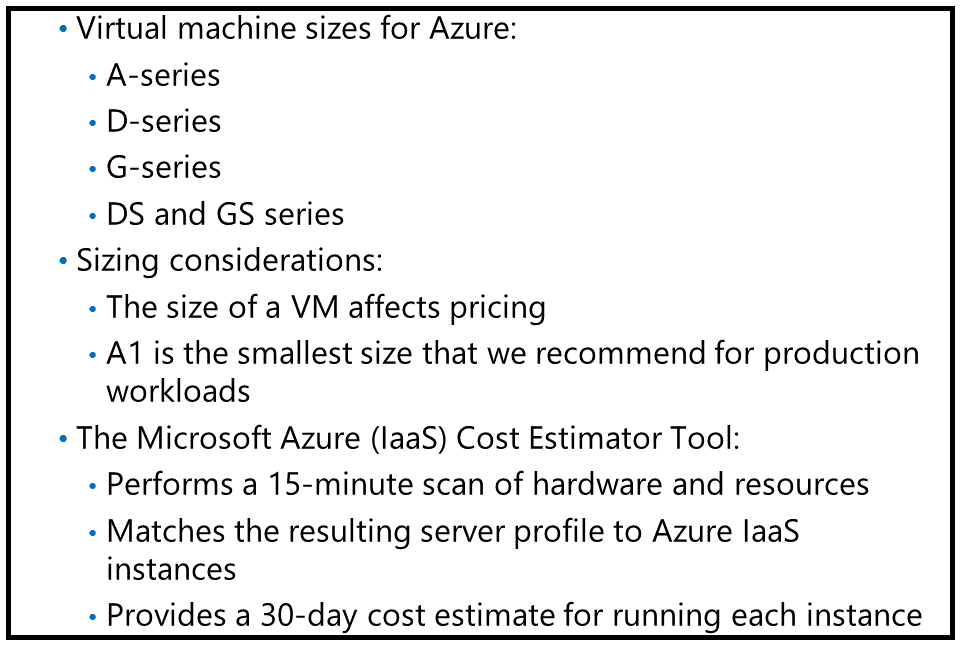 • Virtual machine sizes for Azure:
• A-series
• D-series
• G-series
• DS and GS series
• Sizing considerations:
• The size of a VM affects pricing
• A1 is the smallest size that we recommend for production
workloads
• The Microsoft Azure (IaaS) Cost Estimator Tool:
• Performs a 15-minute scan of hardware and resources
• Matches the resulting server profile to Azure IaaS
instances
• Provides a 30-day cost estimate for running each instance